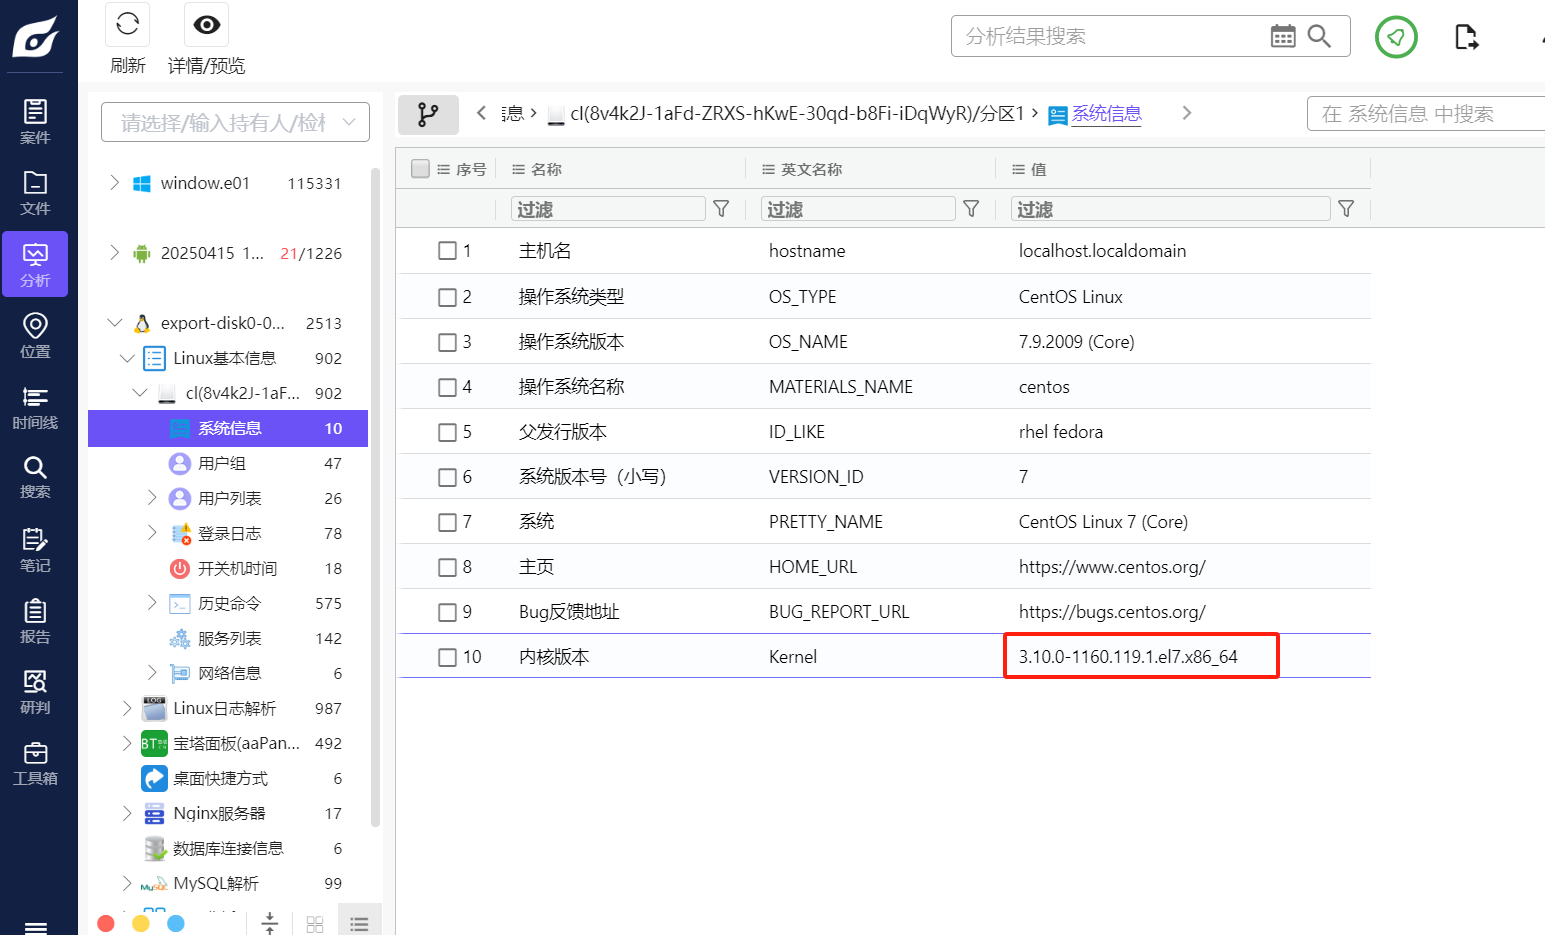 刷新
详情/预览
分析结果搜索
案件
文件
分析
位置
时间线
搜索
笔记
报告
研判
工具箱
请选择/输入持有人/检材
window.e01 115331
20250415 1... 21/1226
export-disk0-0... 2513
Linux基本信息 902
cl(8v4k2J-1aF... 902
系统信息 10
用户组 47
用户列表 26
登录日志 78
开关机时间 18
历史命令 575
服务列表 142
网络信息 6
Linux日志解析 987
宝塔面板(aaPan... 492
桌面快捷方式 6
Nginx服务器 17
数据库连接信息 6
MySQL解析 99
信息 cl(8v4k2J-1aFd-ZRXS-hKwE-30qd-b8Fi-iDqWyR)/分区1 系统信息
在 系统信息 中搜索
序号 名称 英文名称 值
过滤 过滤 过滤
1 主机名 hostname localhost.localdomain
2 操作系统类型 OS_TYPE CentOS Linux
3 操作系统版本 OS_NAME 7.9.2009 (Core)
4 操作系统名称 MATERIALS_NAME centos
5 父发行版本 ID_LIKE rhel fedora
6 系统版本号（小写） VERSION_ID 7
7 系统 PRETTY_NAME CentOS Linux 7 (Core)
8 主页 HOME_URL https://www.centos.org/
9 Bug反馈地址 BUG_REPORT_URL https://bugs.centos.org/
10 内核版本 Kernel 3.10.0-1160.119.1.el7.x86_64